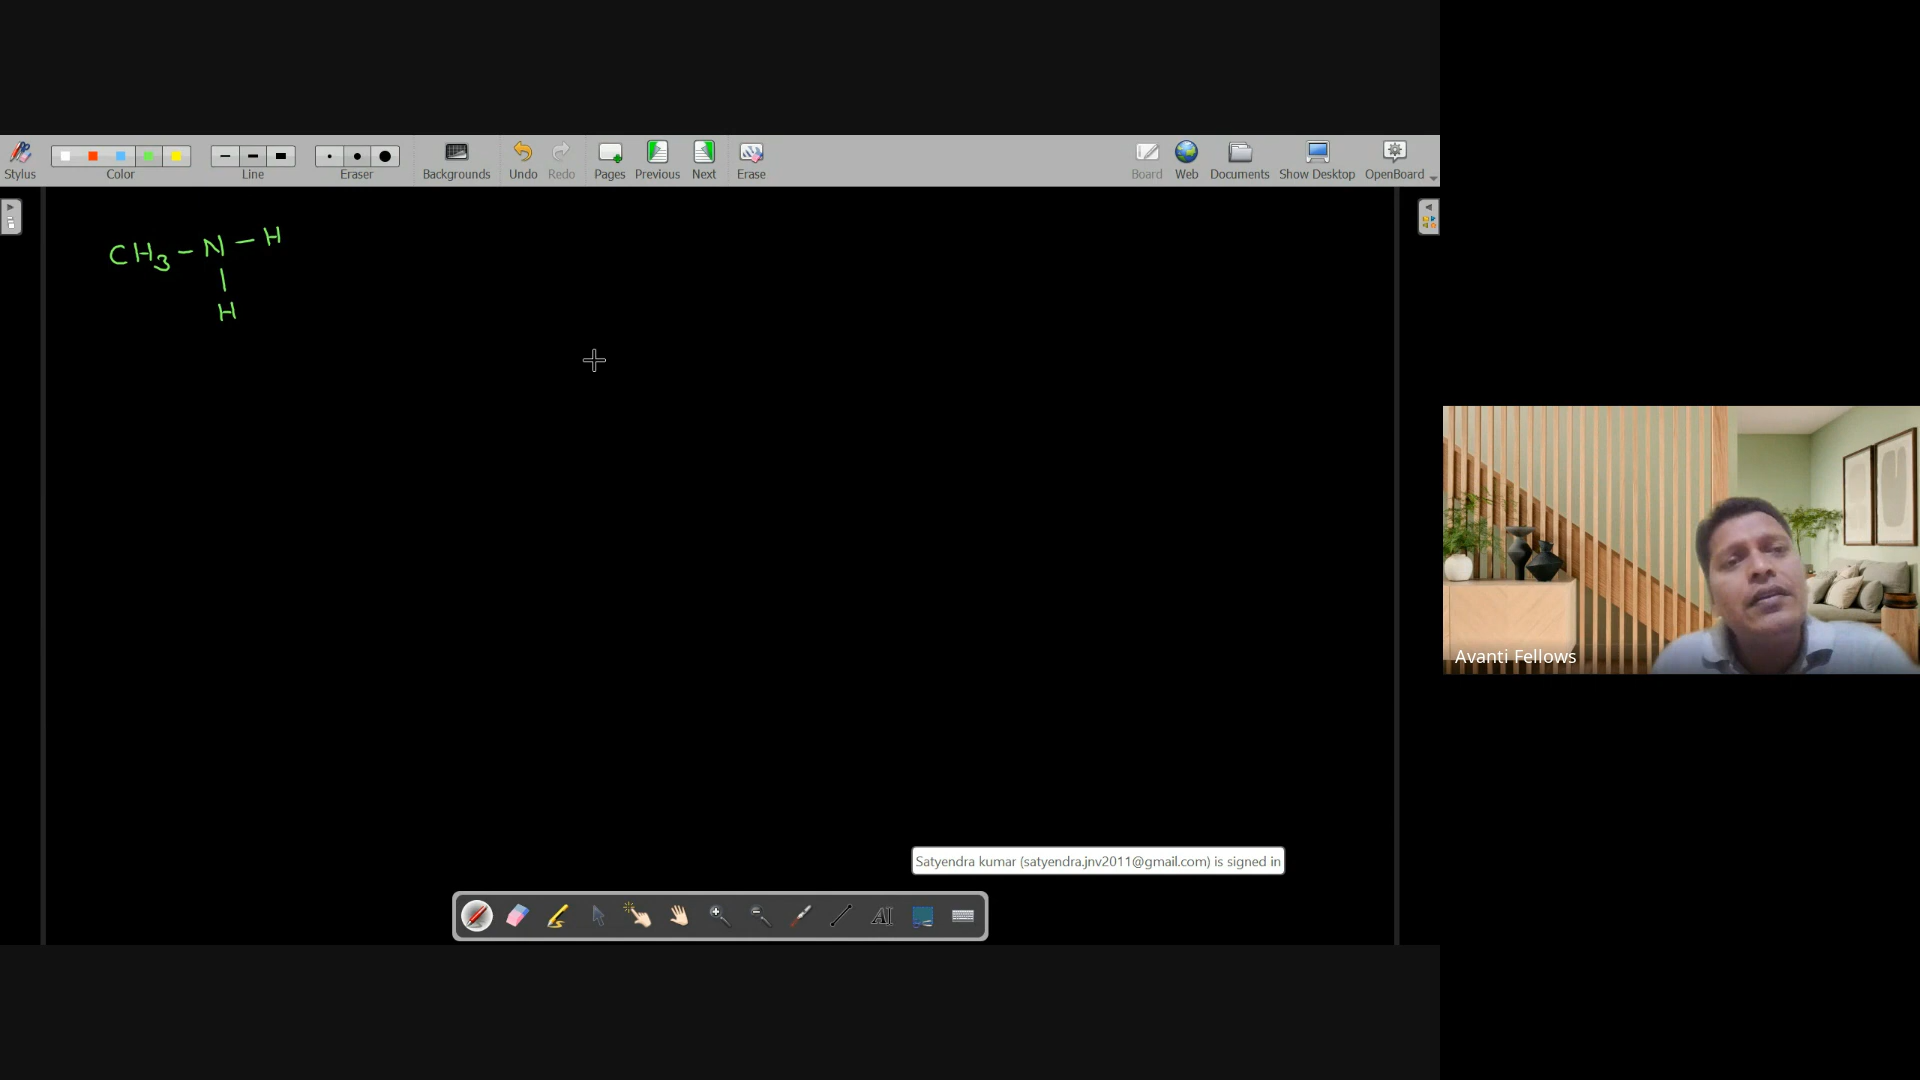 Stylus Color Line Eraser Backgrounds Undo Redo Pages Previous Next Erase Board Web Documents Show Desktop OpenBoard
CH3 - N - H
|
H
Avanti Fellows
Satyendra kumar (satyendra.jnv2011@gmail.com) is signed in
AI